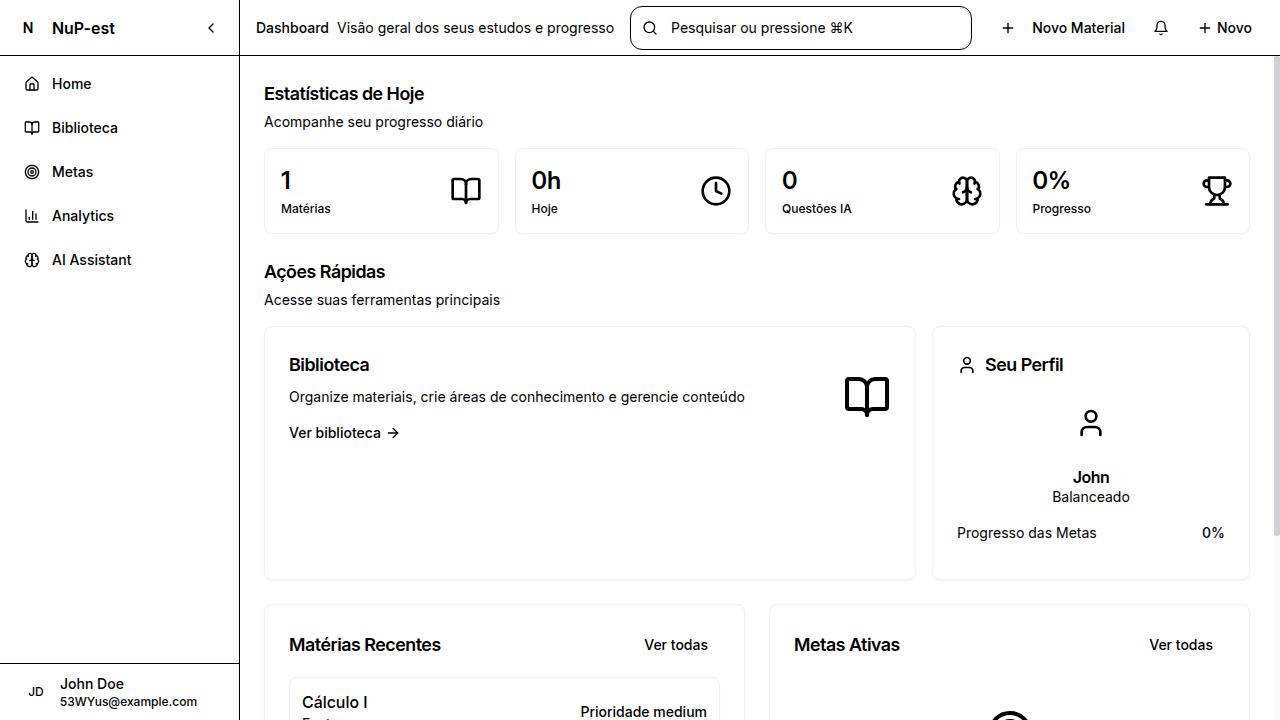 N NuP-est
Home
Biblioteca
Metas
Analytics
AI Assistant
JD
John Doe
53WYus@example.com
Dashboard Visão geral dos seus estudos e progresso
Pesquisar ou pressione ⌘K
Novo Material
Novo
Estatísticas de Hoje
Acompanhe seu progresso diário
1
Matérias
0h
Hoje
0
Questões IA
0%
Progresso
Ações Rápidas
Acesse suas ferramentas principais
Biblioteca
Organize materiais, crie áreas de conhecimento e gerencie conteúdo
Ver biblioteca
Seu Perfil
John
Balanceado
Progresso das Metas 0%
Matérias Recentes Ver todas
Cálculo I
Prioridade medium
Metas Ativas Ver todas